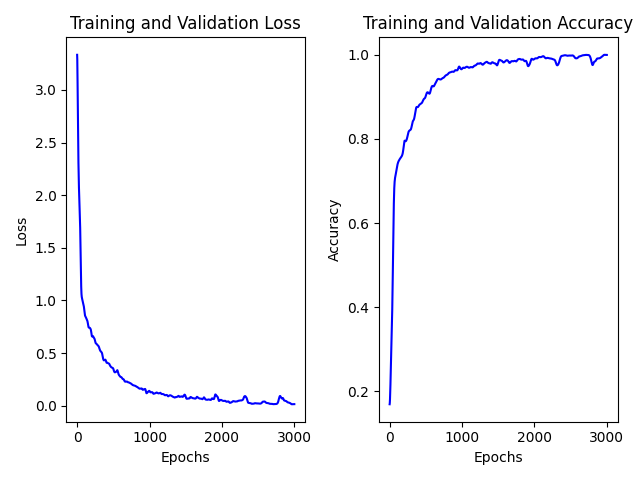 Training and Validation Loss
Loss
3.0
2.5
2.0
1.5
1.0
0.5
0.0
0 1000 2000 3000
Epochs
Training and Validation Accuracy
Accuracy
1.0
0.8
0.6
0.4
0.2
0 1000 2000 3000
Epochs